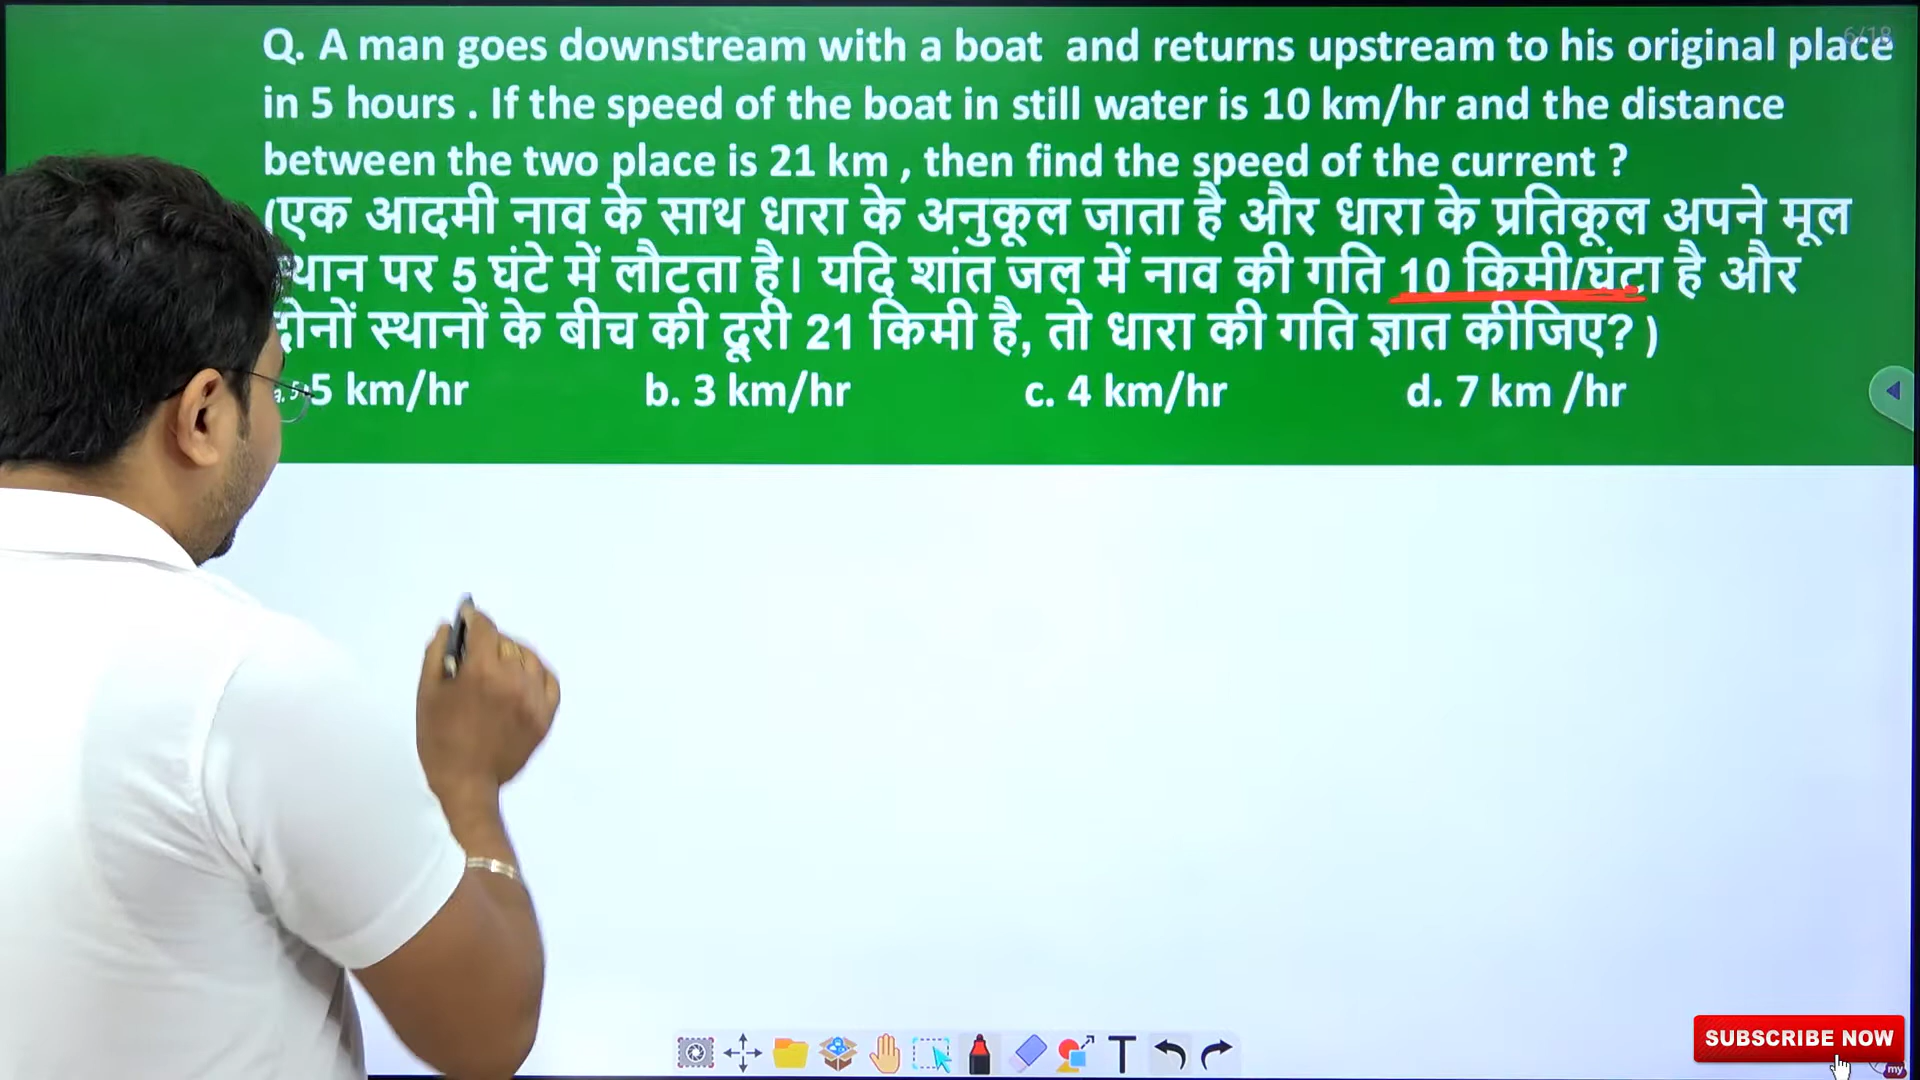 Q. A man goes downstream with a boat and returns upstream to his original place
in 5 hours . If the speed of the boat in still water is 10 km/hr and the distance
between the two place is 21 km , then find the speed of the current ?
(एक आदमी नाव के साथ धारा के अनुकूल जाता है और धारा के प्रतिकूल अपने मूल
स्थान पर 5 घंटे में लौटता है। यदि शांत जल में नाव की गति 10 किमी/घंटा है और
दोनों स्थानों के बीच की दूरी 21 किमी है, तो धारा की गति ज्ञात कीजिए? )
5 km/hr b. 3 km/hr c. 4 km/hr d. 7 km /hr
6/18
T
SUBSCRIBE NOW
my